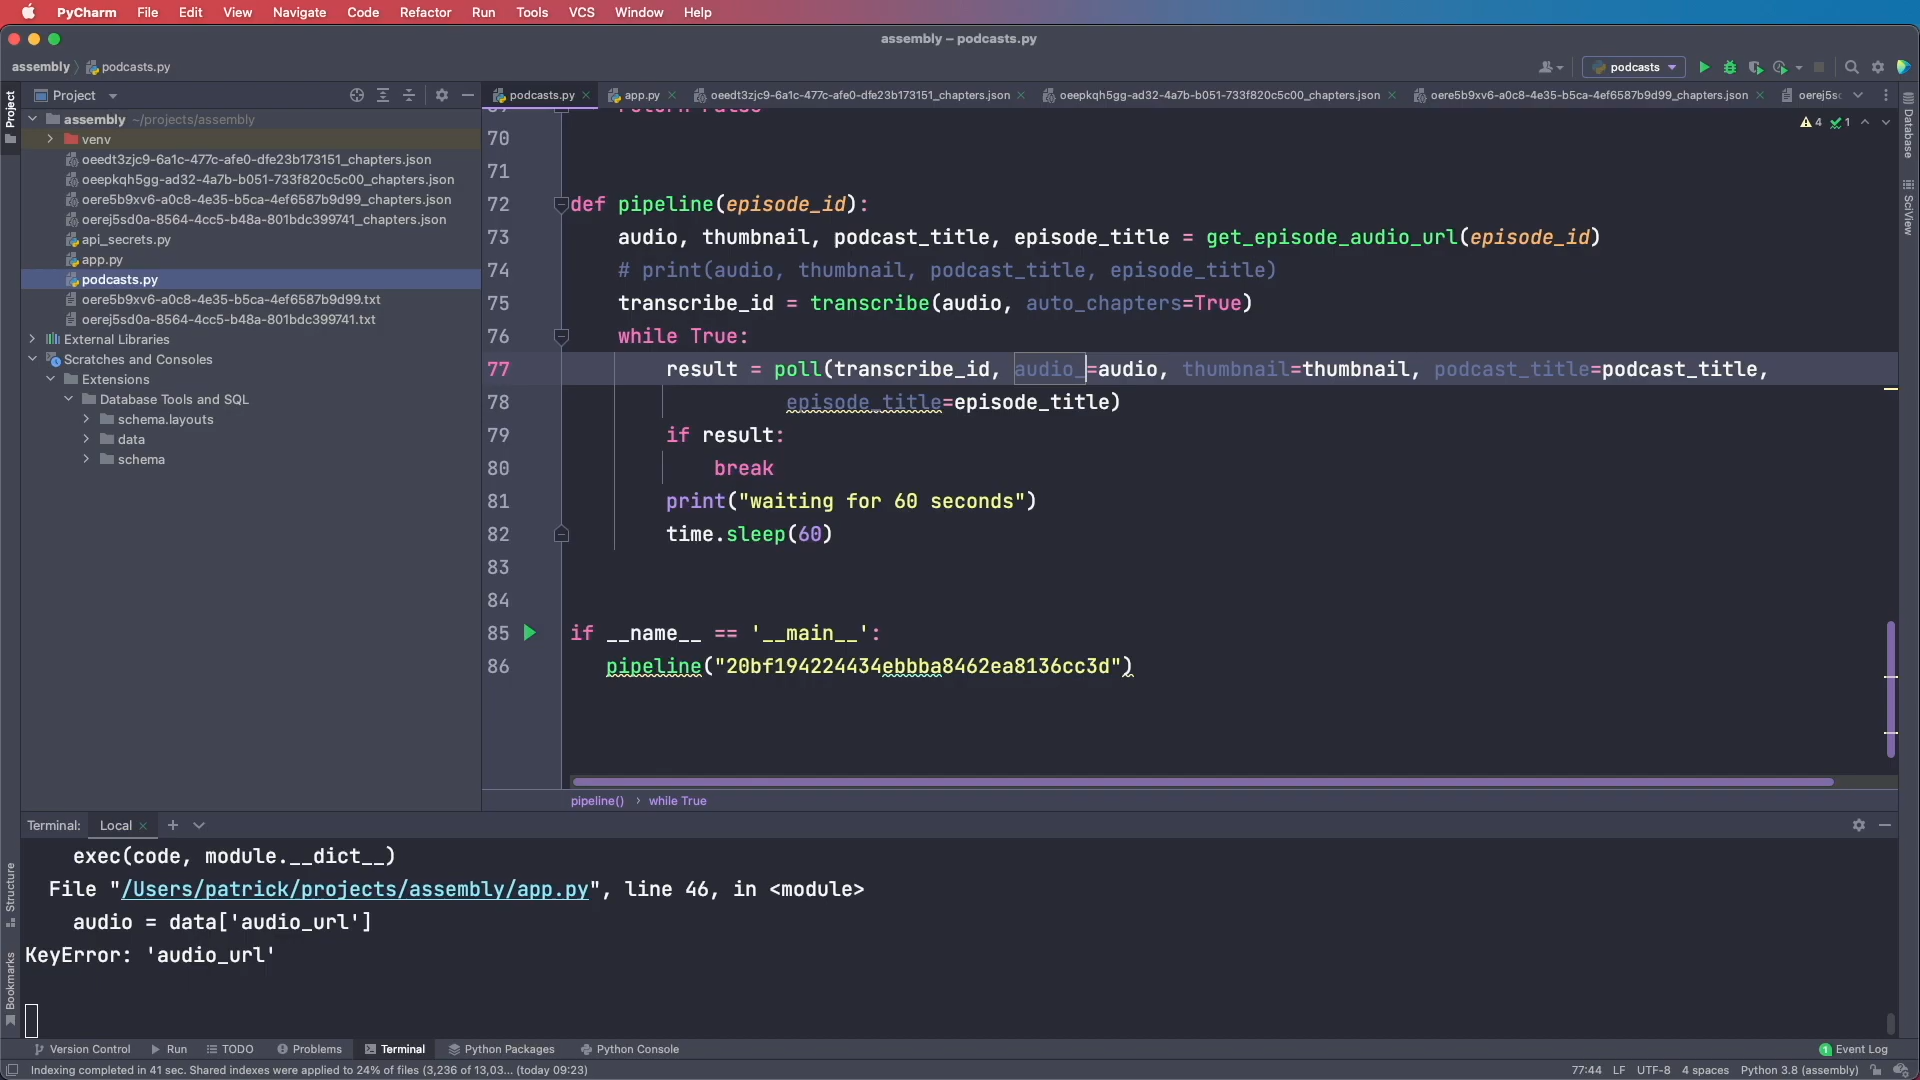 PyCharm File Edit View Navigate Code Refactor Run Tools VCS Window Help
assembly – podcasts.py
assembly podcasts.py
podcasts
Project
podcasts.py app.py oeedt3zjc9-6a1c-477c-afe0-dfe23b173151_chapters.json oeepkqh5gg-ad32-4a7b-b051-733f820c5c00_chapters.json oere5b9xv6-a0c8-4e35-b5ca-4ef6587b9d99_chapters.json oerej5s
4 1
Project
Database
SciView
Structure
Bookmarks
assembly ~/projects/assembly
venv
oeedt3zjc9-6a1c-477c-afe0-dfe23b173151_chapters.json
oeepkqh5gg-ad32-4a7b-b051-733f820c5c00_chapters.json
oere5b9xv6-a0c8-4e35-b5ca-4ef6587b9d99_chapters.json
oerej5sd0a-8564-4cc5-b48a-801bdc399741_chapters.json
api_secrets.py
app.py
podcasts.py
oere5b9xv6-a0c8-4e35-b5ca-4ef6587b9d99.txt
oerej5sd0a-8564-4cc5-b48a-801bdc399741.txt
External Libraries
Scratches and Consoles
Extensions
Database Tools and SQL
schema.layouts
data
schema
return False
70
71
72 def pipeline(episode_id):
73 audio, thumbnail, podcast_title, episode_title = get_episode_audio_url(episode_id)
74 # print(audio, thumbnail, podcast_title, episode_title)
75 transcribe_id = transcribe(audio, auto_chapters=True)
76 while True:
77 result = poll(transcribe_id, audio_=audio, thumbnail=thumbnail, podcast_title=podcast_title,
78 episode_title=episode_title)
79 if result:
80 break
81 print("waiting for 60 seconds")
82 time.sleep(60)
83
84
85 if __name__ == '__main__':
86 pipeline("20bf194224434ebbba8462ea8136cc3d")
pipeline() › while True
Terminal: Local
exec(code, module.__dict__)
File "/Users/patrick/projects/assembly/app.py", line 46, in <module>
audio = data['audio_url']
KeyError: 'audio_url'
Version Control Run TODO Problems Terminal Python Packages Python Console 1 Event Log
Indexing completed in 41 sec. Shared indexes were applied to 24% of files (3,236 of 13,03... (today 09:23) 77:44 LF UTF-8 4 spaces Python 3.8 (assembly)